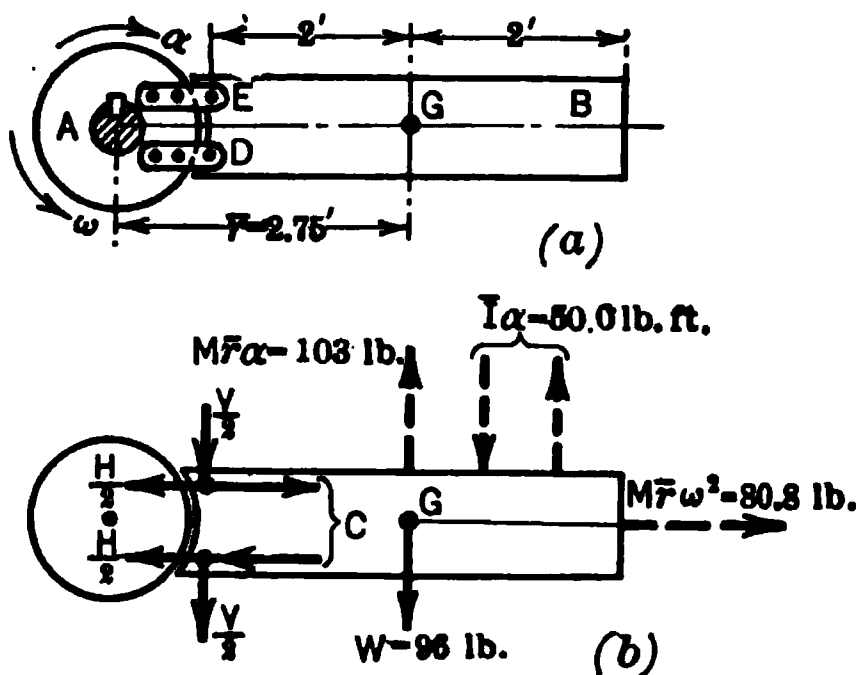 α
2'
2'
E
G
B
A
D
ω
r̅=2.75'
(a)
I̅α=50.0 lb. ft.
Mr̅α=103 lb.
V/2
H/2
C
G
Mr̅ω²=80.8 lb.
H/2
V/2
W=96 lb.
(b)